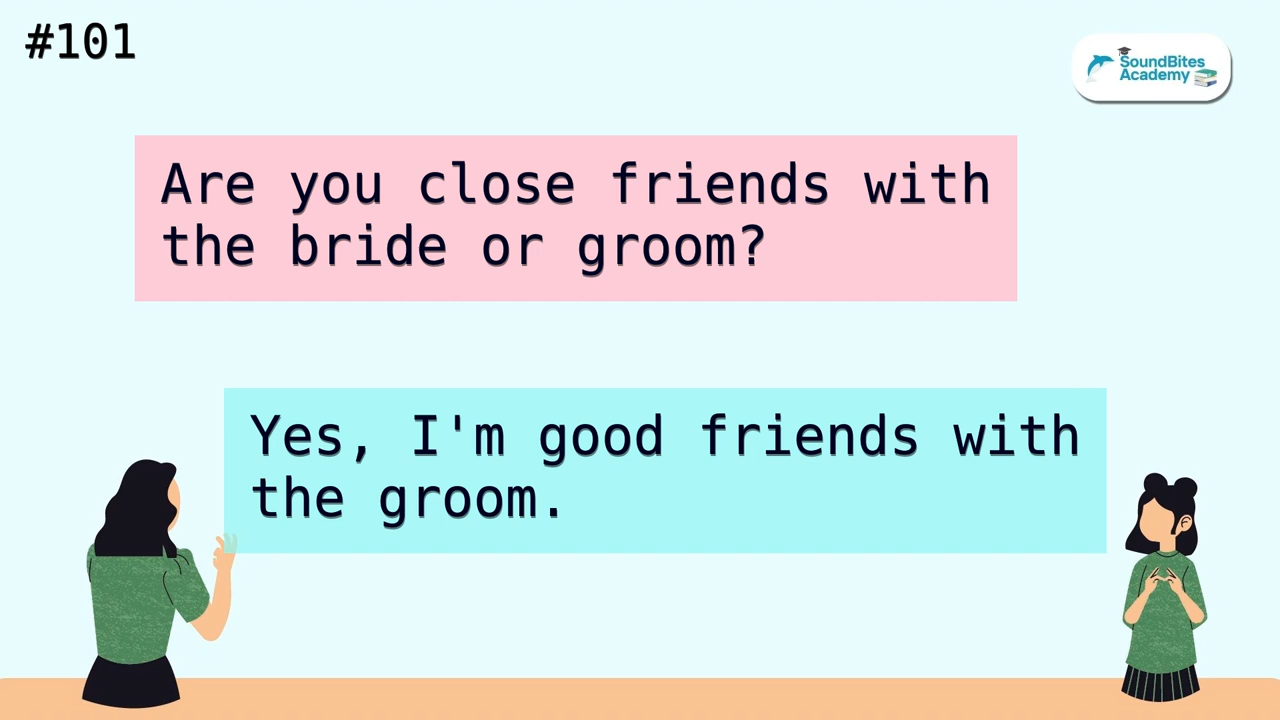 #101
SoundBites
Academy
Are you close friends with
the bride or groom?
Yes, I'm good friends with
the groom.